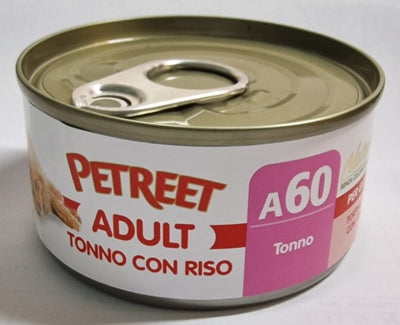 PETREET
ADULT
TONNO CON RISO
A60
Tonno